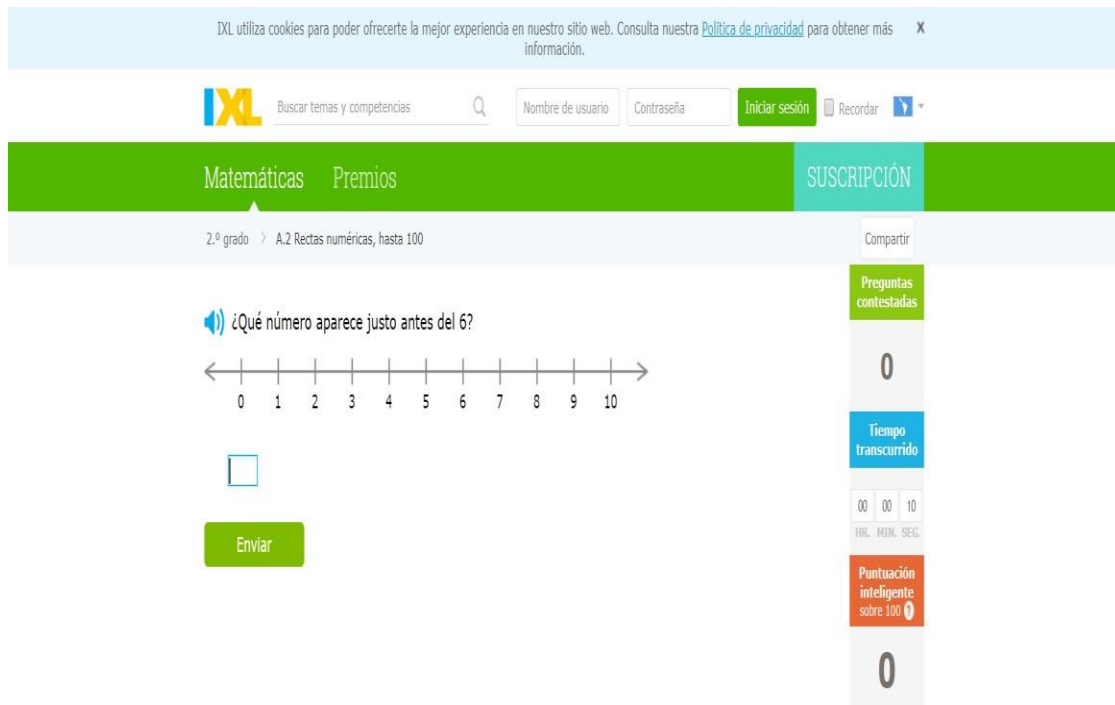 IXL utiliza cookies para poder ofrecerte la mejor experiencia en nuestro sitio web. Consulta nuestra Política de privacidad para obtener más
información.
X
IXL
Buscar temas y competencias
Nombre de usuario
Contraseña
Iniciar sesión
Recordar
Matemáticas
Premios
SUSCRIPCIÓN
2.º grado
A.2 Rectas numéricas, hasta 100
Compartir
Preguntas
contestadas
0
¿Qué número aparece justo antes del 6?
0 1 2 3 4 5 6 7 8 9 10
Enviar
Tiempo
transcurrido
00 00 10
HR. MIN. SEG.
Puntuación
inteligente
sobre 100 ?
0